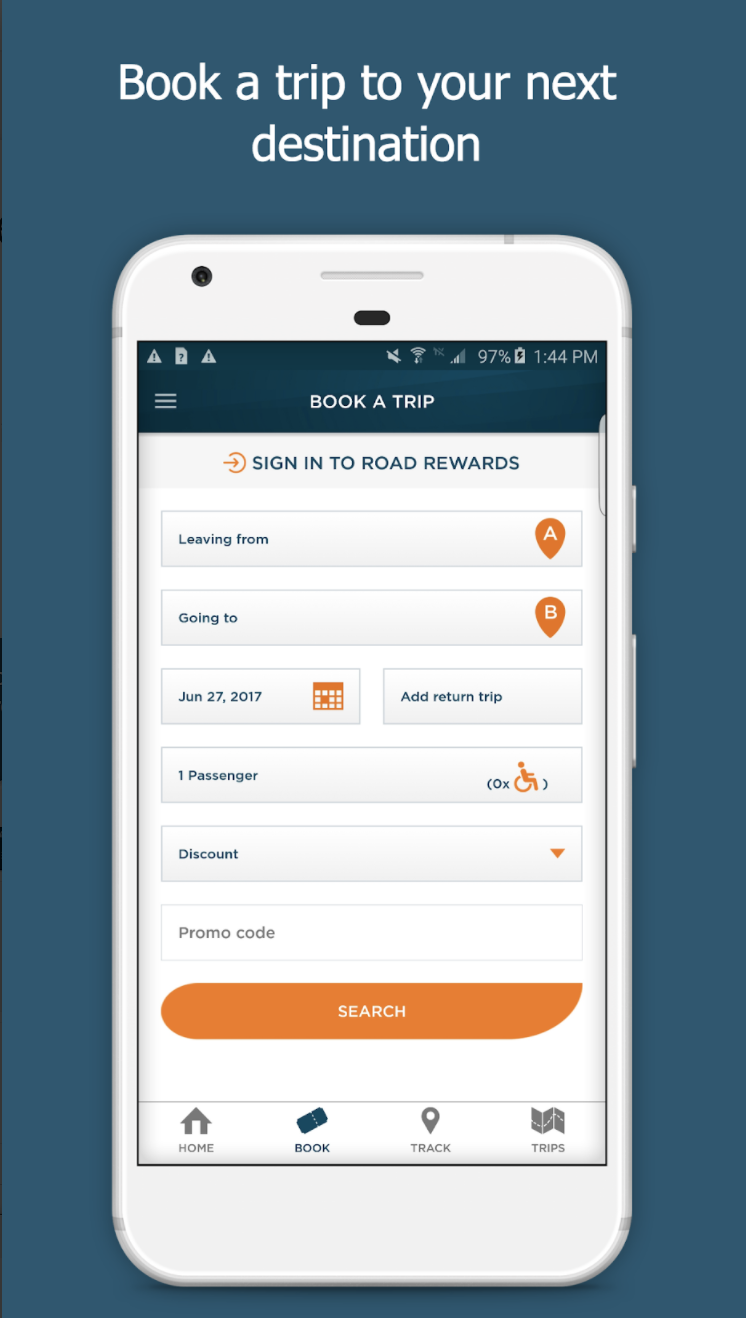 Book a trip to your next
destination
97% 1:44 PM
BOOK A TRIP
SIGN IN TO ROAD REWARDS
Leaving from
A
Going to
B
Jun 27, 2017
Add return trip
1 Passenger
(0x )
Discount
Promo code
SEARCH
HOME BOOK TRACK TRIPS